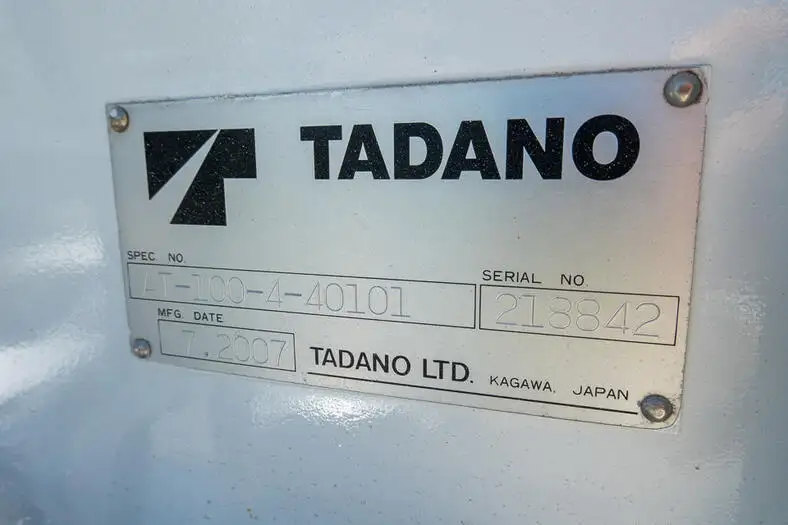 TADANO
SPEC. NO.
AT-100-4-40101
SERIAL NO.
218842
MFG. DATE
7.2007
TADANO LTD. KAGAWA, JAPAN